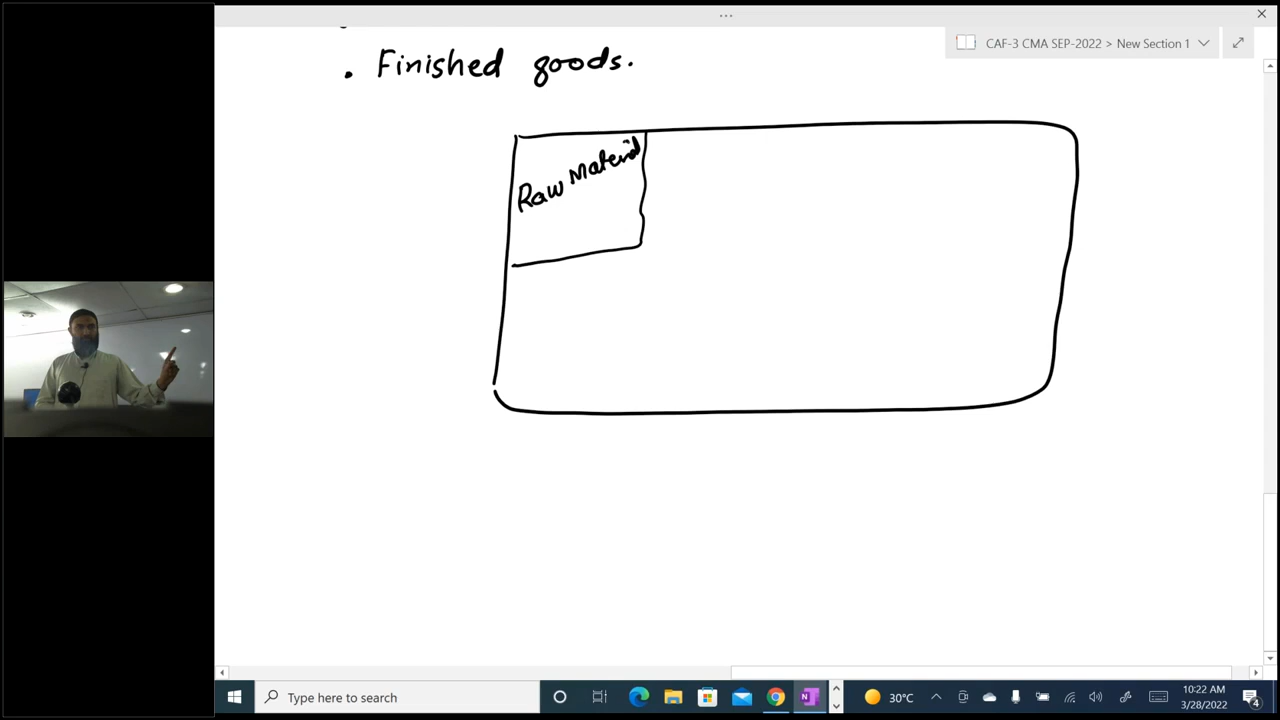 CAF-3 CMA SEP-2022 > New Section 1
. Finished goods.
Raw Material
Type here to search
30°C
10:22 AM
3/28/2022
4